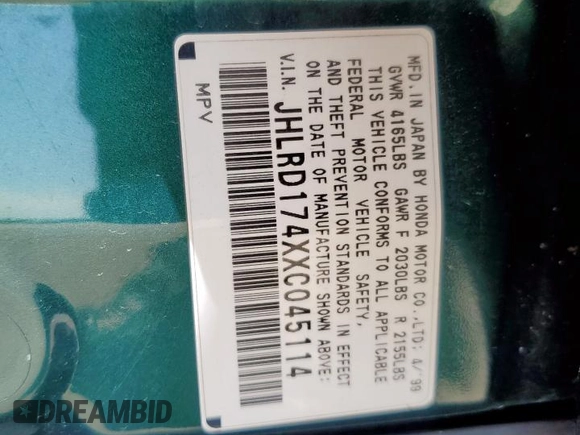 MFD. IN JAPAN BY HONDA MOTOR CO., LTD; 4/'99
GVWR 4165LBS GAWR F 2030LBS R 2155LBS
THIS VEHICLE CONFORMS TO ALL APPLICABLE
FEDERAL MOTOR VEHICLE SAFETY,
AND THEFT PREVENTION STANDARDS IN EFFECT
ON THE DATE OF MANUFACTURE SHOWN ABOVE:
V.I.N. JHLRD174XXC045114
MPV
DREAMBID